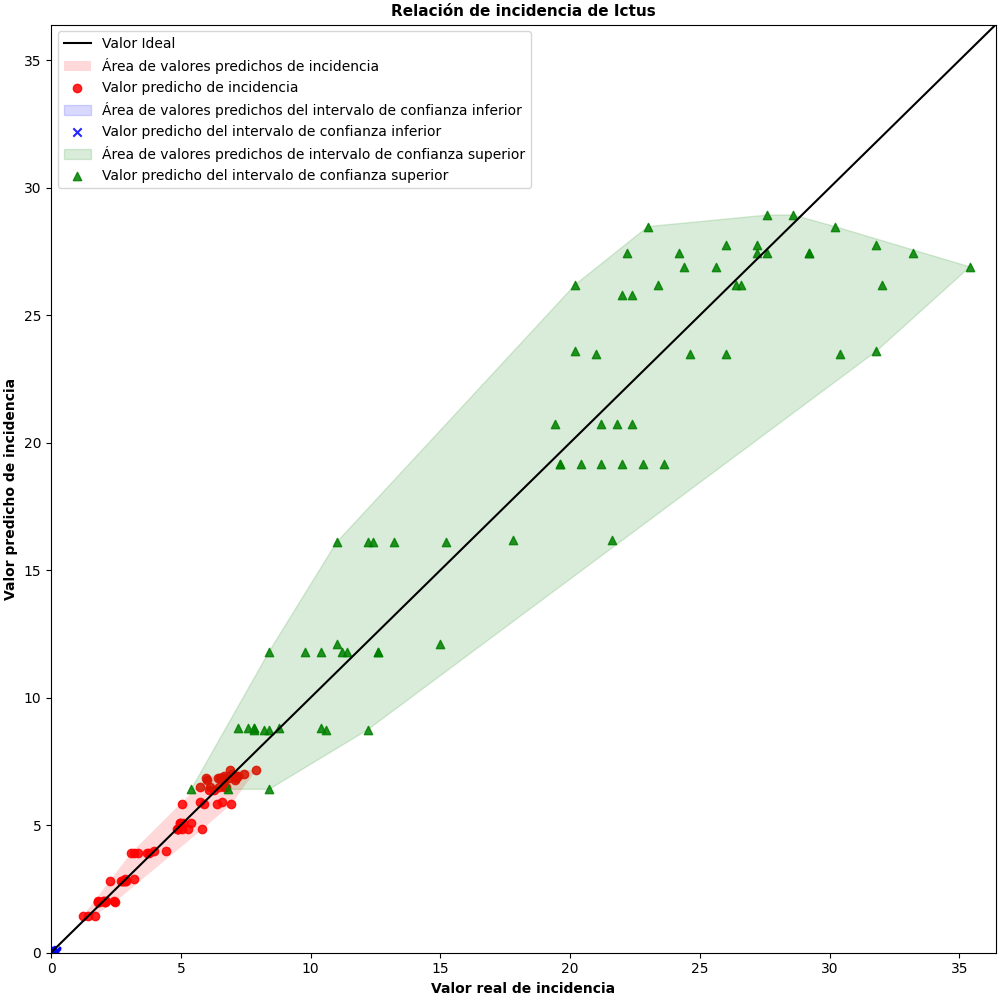 Relación de incidencia de Ictus
Valor Ideal
Área de valores predichos de incidencia
Valor predicho de incidencia
Área de valores predichos del intervalo de confianza inferior
Valor predicho del intervalo de confianza inferior
Área de valores predichos de intervalo de confianza superior
Valor predicho del intervalo de confianza superior
Valor predicho de incidencia
35
30
25
20
15
10
5
0
0 5 10 15 20 25 30 35
Valor real de incidencia